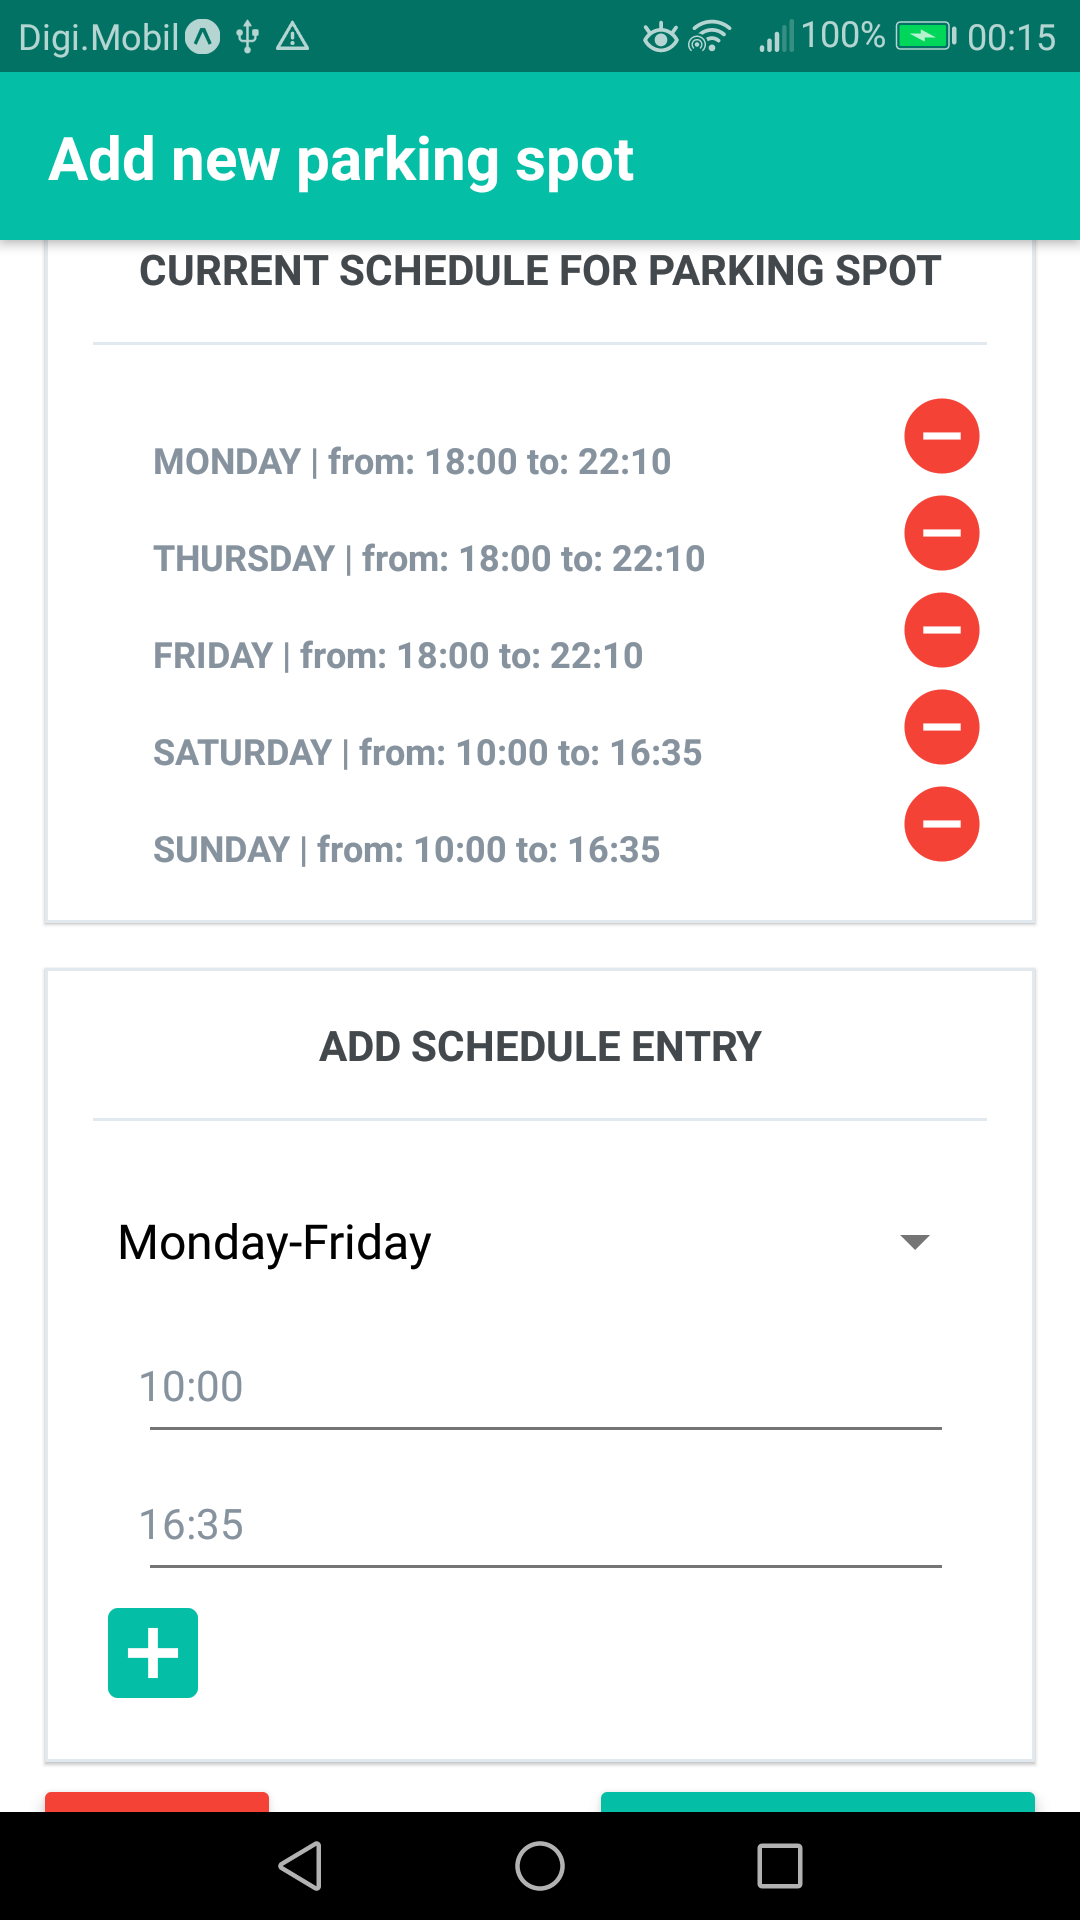 Digi.Mobil 100% 00:15
Add new parking spot
CURRENT SCHEDULE FOR PARKING SPOT
MONDAY | from: 18:00 to: 22:10
THURSDAY | from: 18:00 to: 22:10
FRIDAY | from: 18:00 to: 22:10
SATURDAY | from: 10:00 to: 16:35
SUNDAY | from: 10:00 to: 16:35
ADD SCHEDULE ENTRY
Monday-Friday
10:00
16:35